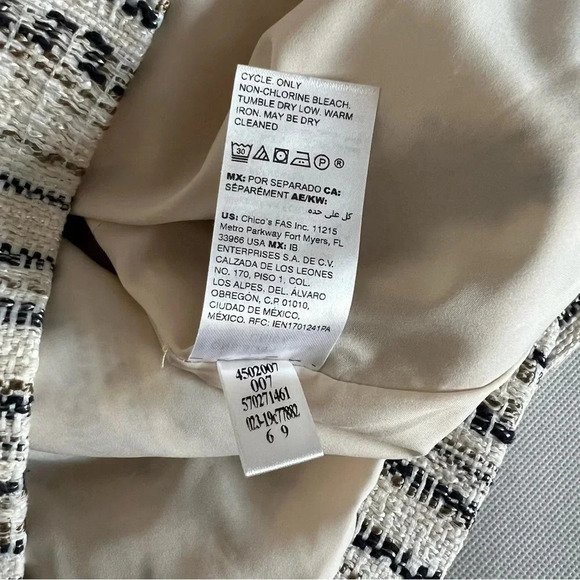 CYCLE. ONLY
NON-CHLORINE BLEACH.
TUMBLE DRY LOW. WARM
IRON. MAY BE DRY
CLEANED
30 P ®
MX: POR SEPARADO CA:
SÉPARÉMENT AE/KW:
كل على حده
US: Chico's FAS Inc. 11215
Metro Parkway Fort Myers, FL
33966 USA MX: IB
ENTERPRISES S.A. DE C.V.
CALZADA DE LOS LEONES
NO. 170, PISO 1, COL.
LOS ALPES, DEL. ÁLVARO
OBREGÓN, C.P. 01010,
CIUDAD DE MÉXICO,
MÉXICO. RFC: IEN1701241PA
4502007
007
570271461
023-19c77882
6 9